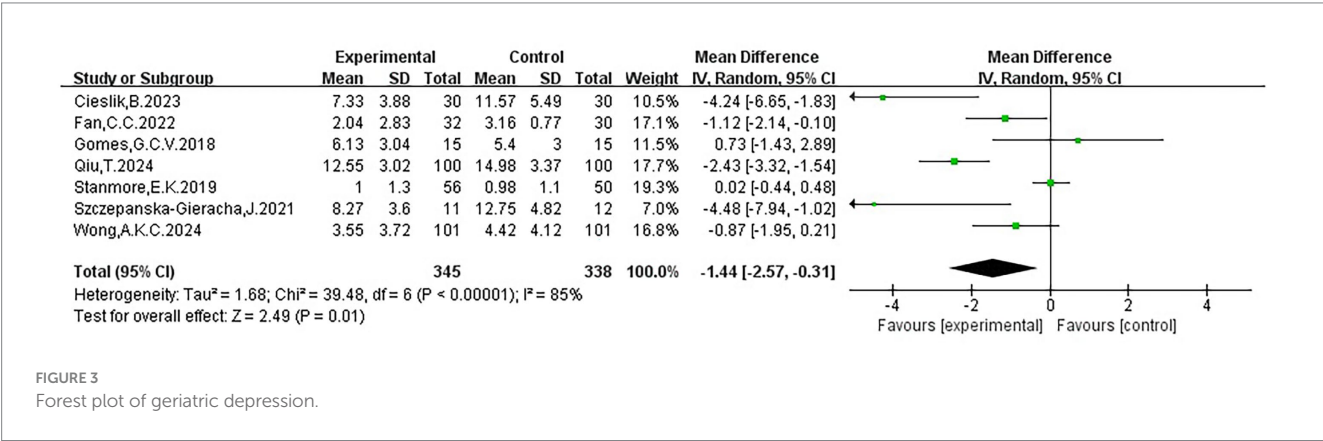 Experimental Control Mean Difference Mean Difference
Study or Subgroup Mean SD Total Mean SD Total Weight IV, Random, 95% CI IV, Random, 95% CI
Cieslik,B.2023 7.33 3.88 30 11.57 5.49 30 10.5% -4.24 [-6.65, -1.83]
Fan,C.C.2022 2.04 2.83 32 3.16 0.77 30 17.1% -1.12 [-2.14, -0.10]
Gomes,G.C.V.2018 6.13 3.04 15 5.4 3 15 11.5% 0.73 [-1.43, 2.89]
Qiu,T.2024 12.55 3.02 100 14.98 3.37 100 17.7% -2.43 [-3.32, -1.54]
Stanmore,E.K.2019 1 1.3 56 0.98 1.1 50 19.3% 0.02 [-0.44, 0.48]
Szczepanska-Gieracha,J.2021 8.27 3.6 11 12.75 4.82 12 7.0% -4.48 [-7.94, -1.02]
Wong,A.K.C.2024 3.55 3.72 101 4.42 4.12 101 16.8% -0.87 [-1.95, 0.21]
Total (95% CI) 345 338 100.0% -1.44 [-2.57, -0.31]
Heterogeneity: Tau² = 1.68; Chi² = 39.48, df = 6 (P < 0.00001); I² = 85%
Test for overall effect: Z = 2.49 (P = 0.01)
-4 -2 0 2 4
Favours [experimental] Favours [control]
FIGURE 3
Forest plot of geriatric depression.